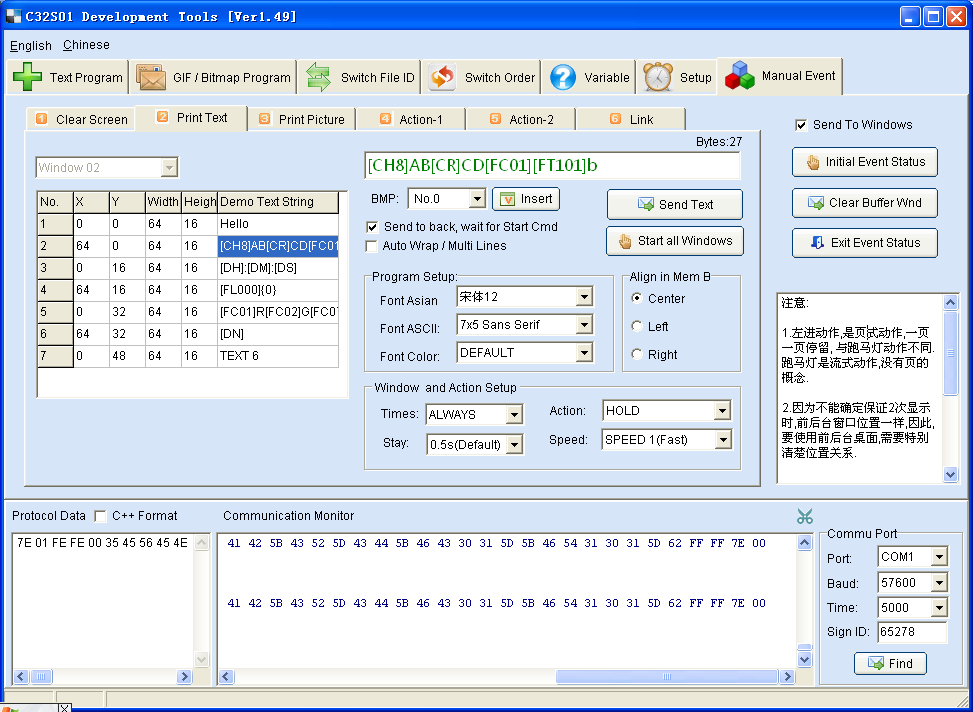 C32S01 Development Tools [Ver1.49]
English Chinese
Text Program GIF / Bitmap Program Switch File ID Switch Order Variable Setup Manual Event
1 Clear Screen 2 Print Text 3 Print Picture 4 Action-1 5 Action-2 6 Link
Bytes:27
Window 02
[CH8]AB[CR]CD[FC01][FT101]b
No. X Y Width Heigh Demo Text String
1 0 0 64 16 Hello
2 64 0 64 16 [CH8]AB[CR]CD[FC01
3 0 16 64 16 [DH]:[DM]:[DS]
4 64 16 64 16 [FL000]{0}
5 0 32 64 16 [FC01]R[FC02]G[FC0
6 64 32 64 16 [DN]
7 0 48 64 16 TEXT 6
BMP: No.0 Insert
Send to back, wait for Start Cmd
Auto Wrap / Multi Lines
Send Text
Start all Windows
Program Setup:
Font Asian 宋体12
Font ASCII: 7x5 Sans Serif
Font Color: DEFAULT
Align in Mem B
Center
Left
Right
Window and Action Setup
Times: ALWAYS Action: HOLD
Stay: 0.5s(Default) Speed: SPEED 1(Fast)
Send To Windows
Initial Event Status
Clear Buffer Wnd
Exit Event Status
注意:
1.左进动作,是页试动作,一页
一页停留, 与跑马灯动作不同.
跑马灯是流式动作,没有页的
概念.
2.因为不能确定保证2次显示
时,前后台窗口位置一样,因此,
要使用前后台桌面,需要特别
清楚位置关系.
Protocol Data C++ Format
7E 01 FE FE 00 35 45 56 45 4E
Communication Monitor
41 42 5B 43 52 5D 43 44 5B 46 43 30 31 5D 5B 46 54 31 30 31 5D 62 FF FF 7E 00
41 42 5B 43 52 5D 43 44 5B 46 43 30 31 5D 5B 46 54 31 30 31 5D 62 FF FF 7E 00
Commu Port
Port: COM1
Baud: 57600
Time: 5000
Sign ID: 65278
Find